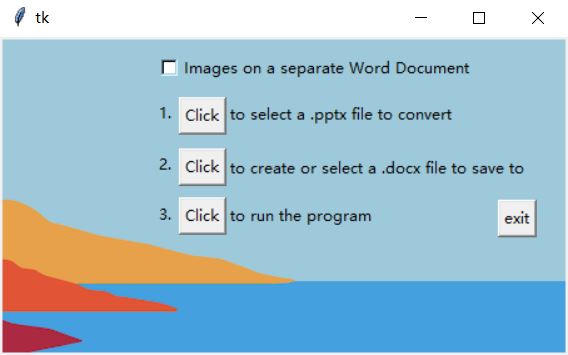 tk
Images on a separate Word Document
1. Click to select a .pptx file to convert
2. Click to create or select a .docx file to save to
3. Click to run the program
exit